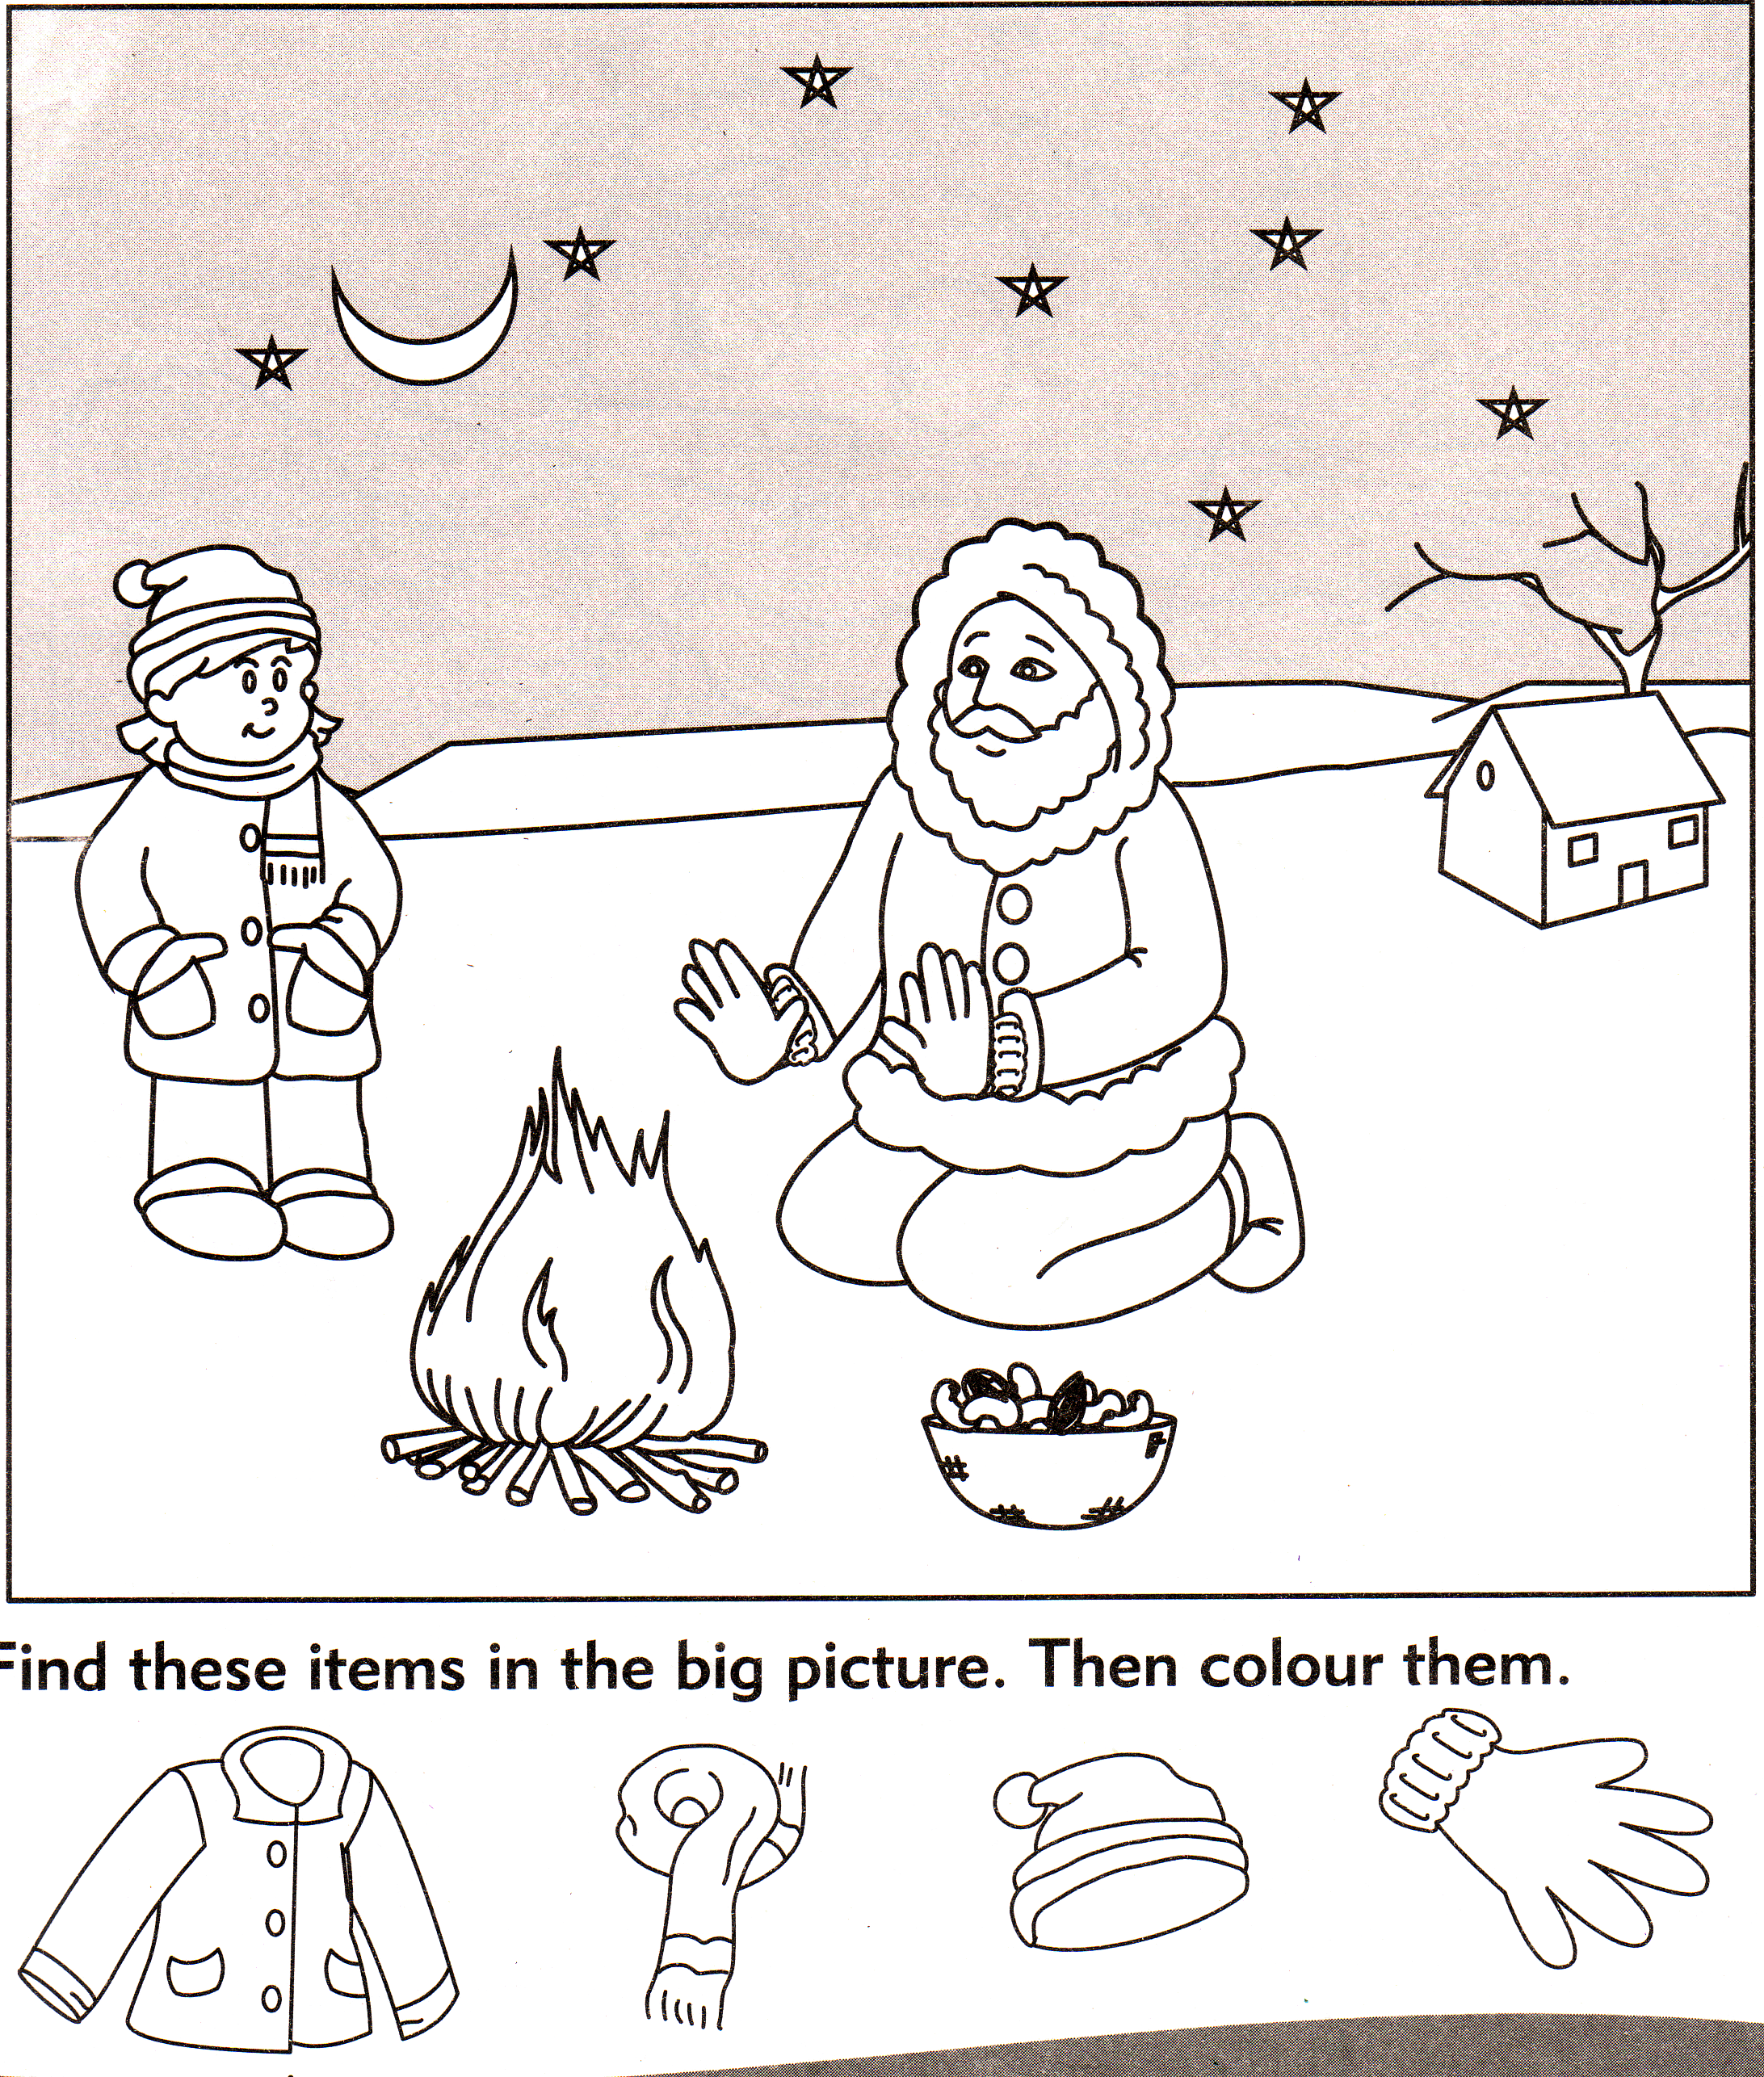 Find these items in the big picture. Then colour them.